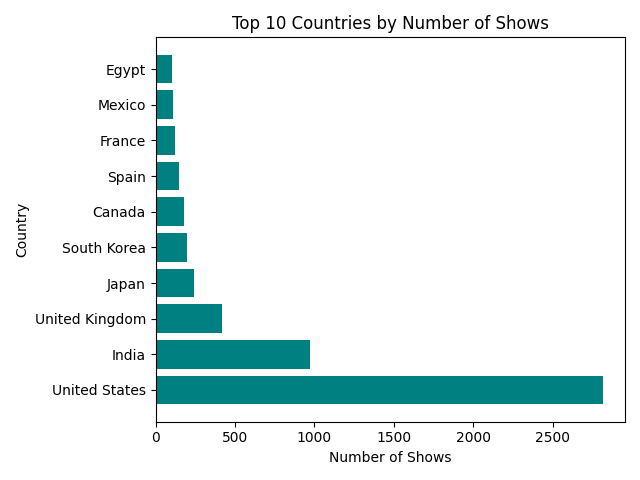 Top 10 Countries by Number of Shows
Egypt
Mexico
France
Spain
Canada
South Korea
Japan
United Kingdom
India
United States
Country
0 500 1000 1500 2000 2500
Number of Shows